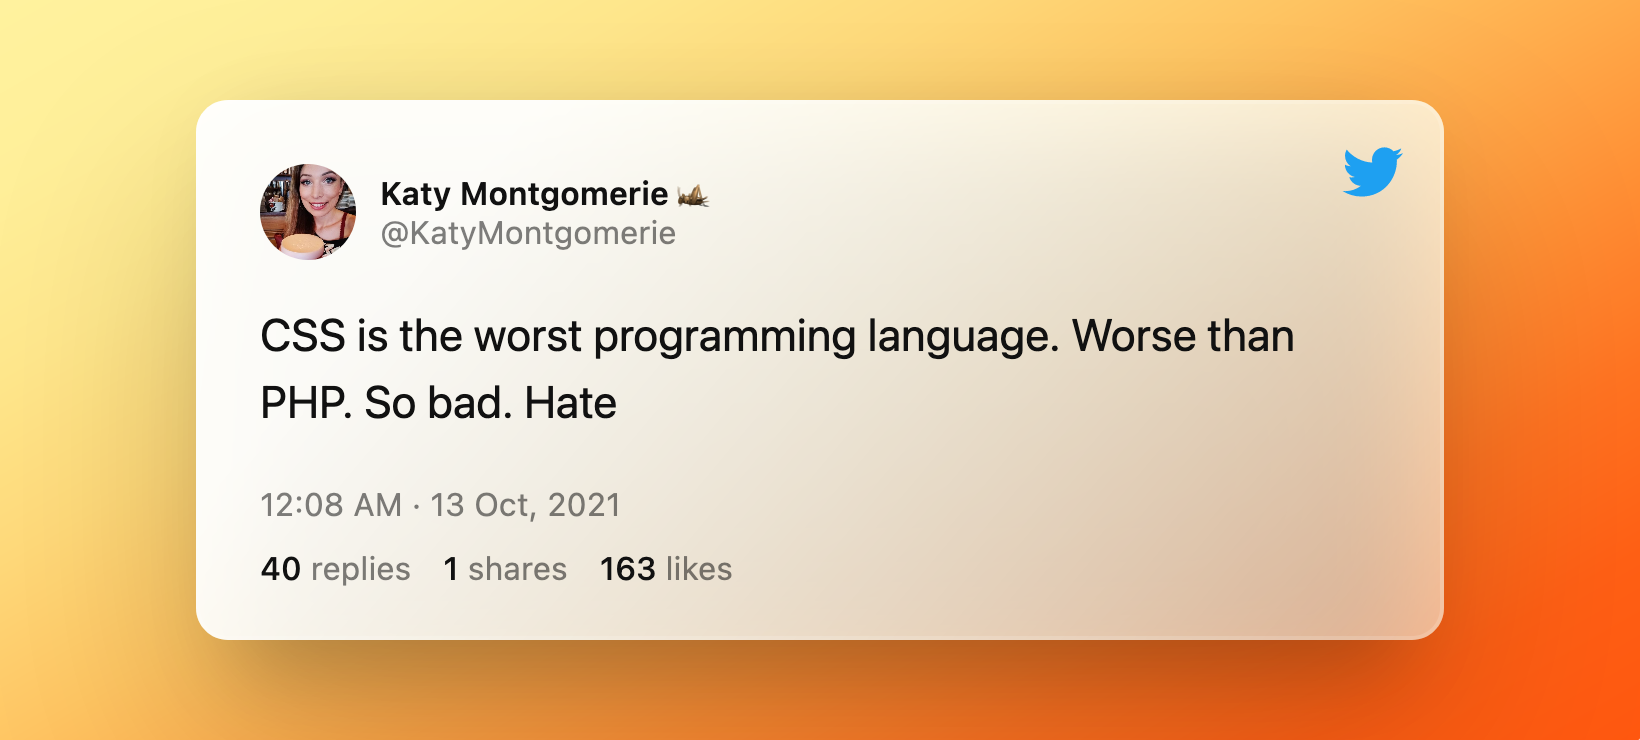 Katy Montgomerie 🦗
@KatyMontgomerie
CSS is the worst programming language. Worse than
PHP. So bad. Hate
12:08 AM · 13 Oct, 2021
40 replies 1 shares 163 likes